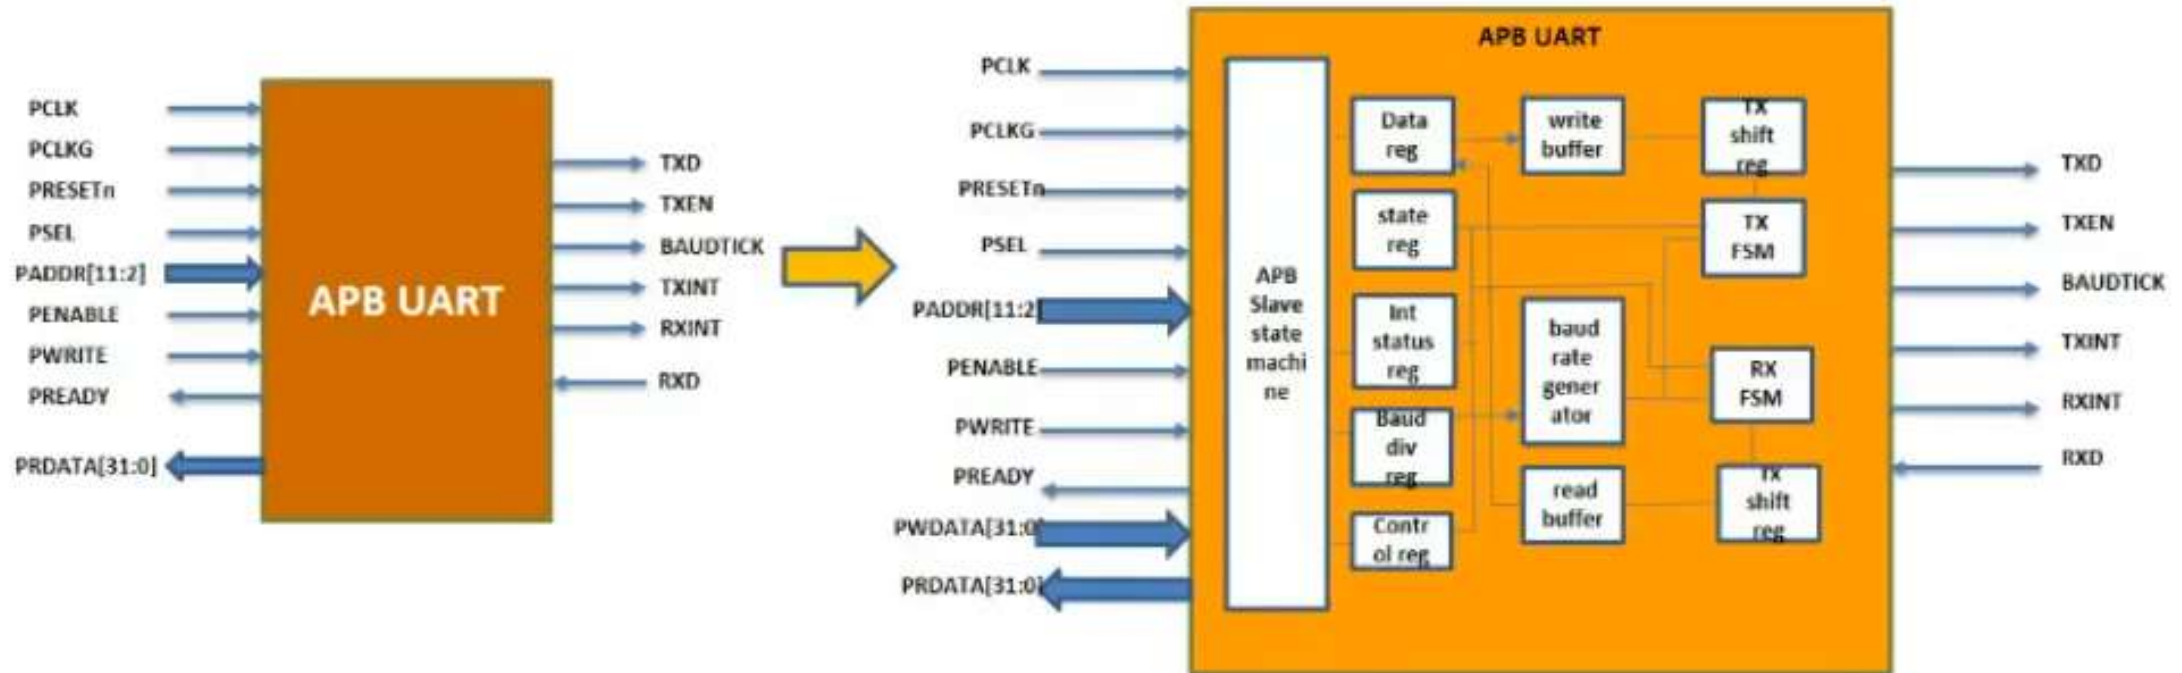 PCLK
PCLKG
PRESETn
PSEL
PADDR[11:2]
PENABLE
PWRITE
PREADY
PRDATA[31:0]
APB UART
TXD
TXEN
BAUDTICK
TXINT
RXINT
RXD
PCLK
PCLKG
PRESETn
PSEL
PADDR[11:2]
PENABLE
PWRITE
PREADY
PWDATA[31:0
PRDATA[31:0]
APB UART
APB
Slave
state
machi
ne
Data
reg
state
reg
Int
status
reg
Baud
div
reg
Contr
ol reg
write
buffer
baud
rate
gener
ator
read
buffer
TX
shift
reg
TX
FSM
RX
FSM
TX
shift
reg
TXD
TXEN
BAUDTICK
TXINT
RXINT
RXD